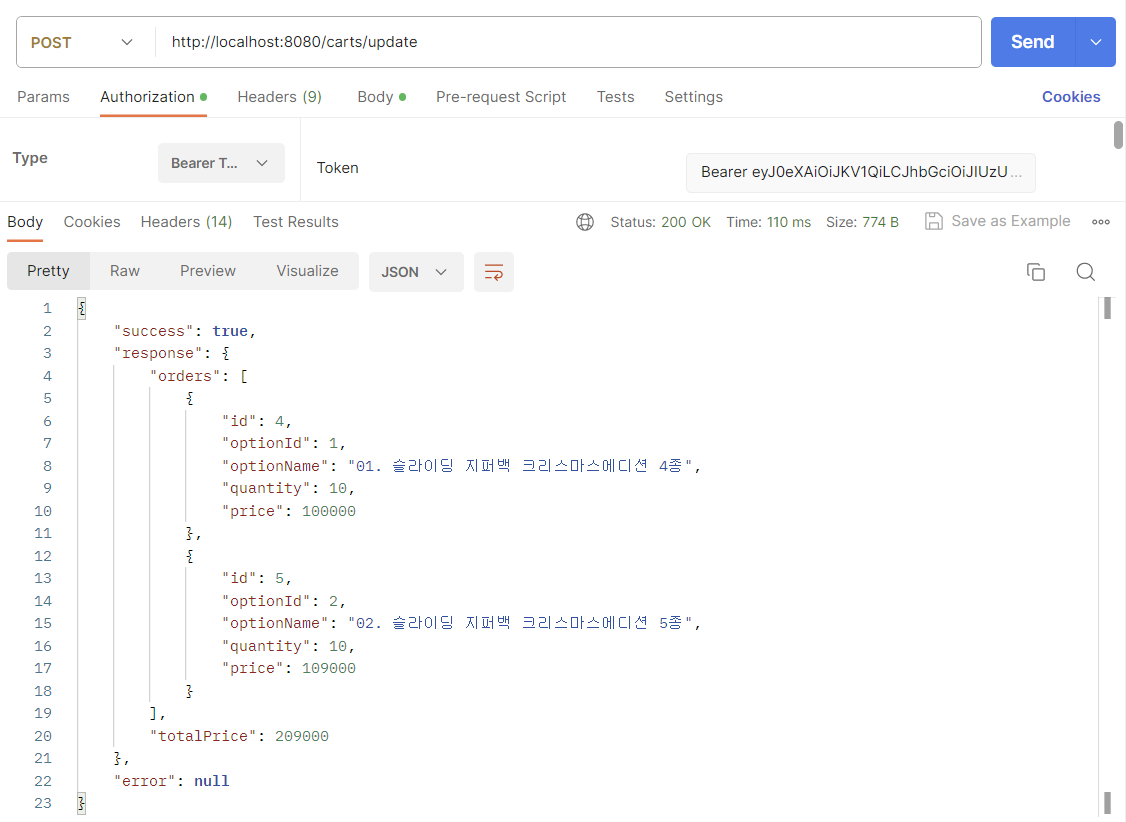 POST http://localhost:8080/carts/update Send
Params Authorization Headers (9) Body Pre-request Script Tests Settings Cookies
Type Bearer T... Token Bearer eyJ0eXAiOiJKV1QiLCJhbGciOiJIUzU...
Body Cookies Headers (14) Test Results Status: 200 OK Time: 110 ms Size: 774 B Save as Example
Pretty Raw Preview Visualize JSON
1 {
2 "success": true,
3 "response": {
4 "orders": [
5 {
6 "id": 4,
7 "optionId": 1,
8 "optionName": "01. 슬라이딩 지퍼백 크리스마스에디션 4종",
9 "quantity": 10,
10 "price": 100000
11 },
12 {
13 "id": 5,
14 "optionId": 2,
15 "optionName": "02. 슬라이딩 지퍼백 크리스마스에디션 5종",
16 "quantity": 10,
17 "price": 109000
18 }
19 ],
20 "totalPrice": 209000
21 },
22 "error": null
23 }